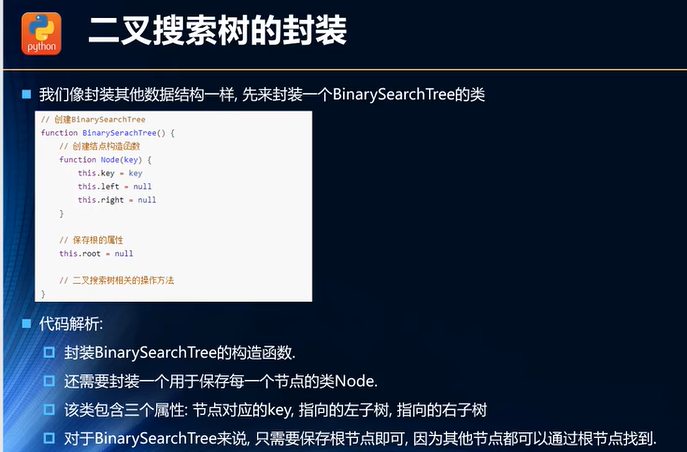 python
二叉搜索树的封装
我们像封装其他数据结构一样, 先来封装一个BinarySearchTree的类
// 创建BinarySearchTree
function BinarySerachTree() {
// 创建结点构造函数
function Node(key) {
this.key = key
this.left = null
this.right = null
}
// 保存根的属性
this.root = null
// 二叉搜索树相关的操作方法
}
代码解析:
封装BinarySearchTree的构造函数.
还需要封装一个用于保存每一个节点的类Node.
该类包含三个属性: 节点对应的key, 指向的左子树, 指向的右子树
对于BinarySearchTree来说, 只需要保存根节点即可, 因为其他节点都可以通过根节点找到.